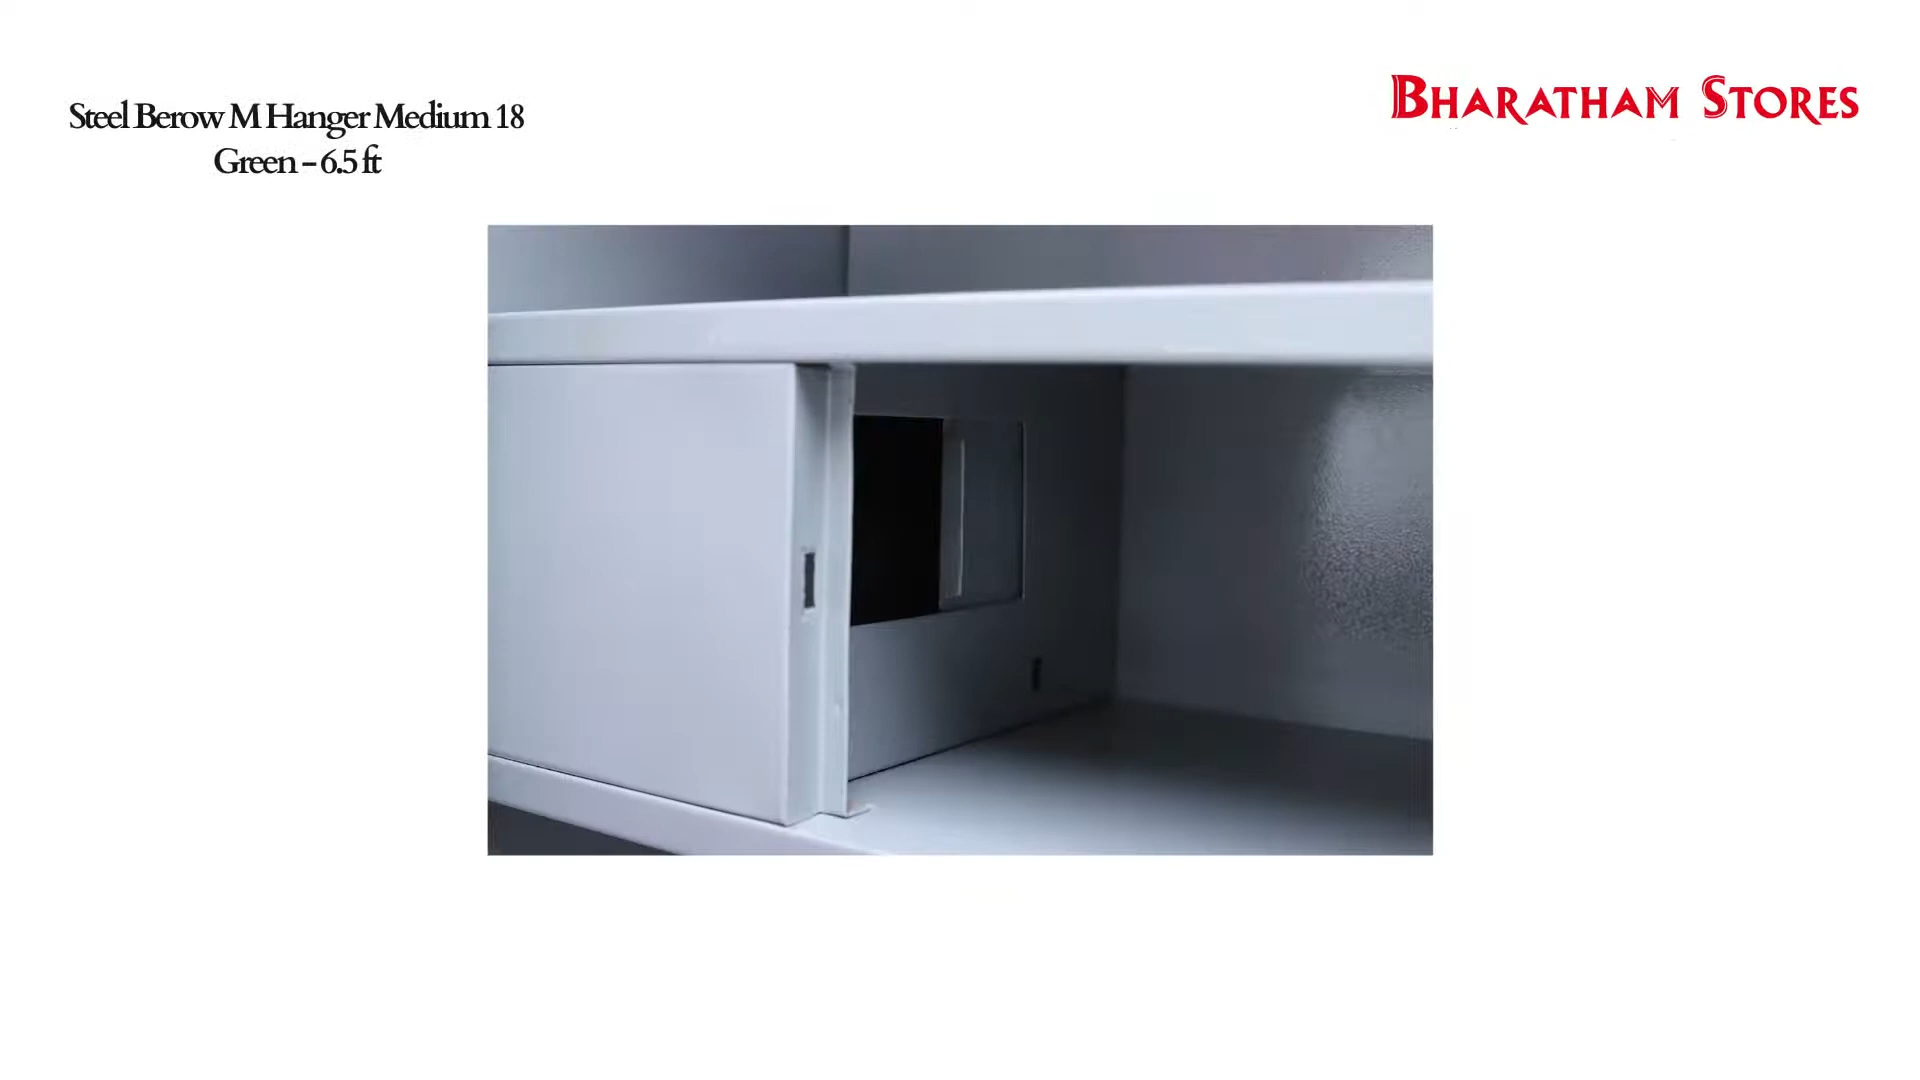 Steel Berow M Hanger Medium 18
Green – 6.5 ft
BHARATHAM STORES